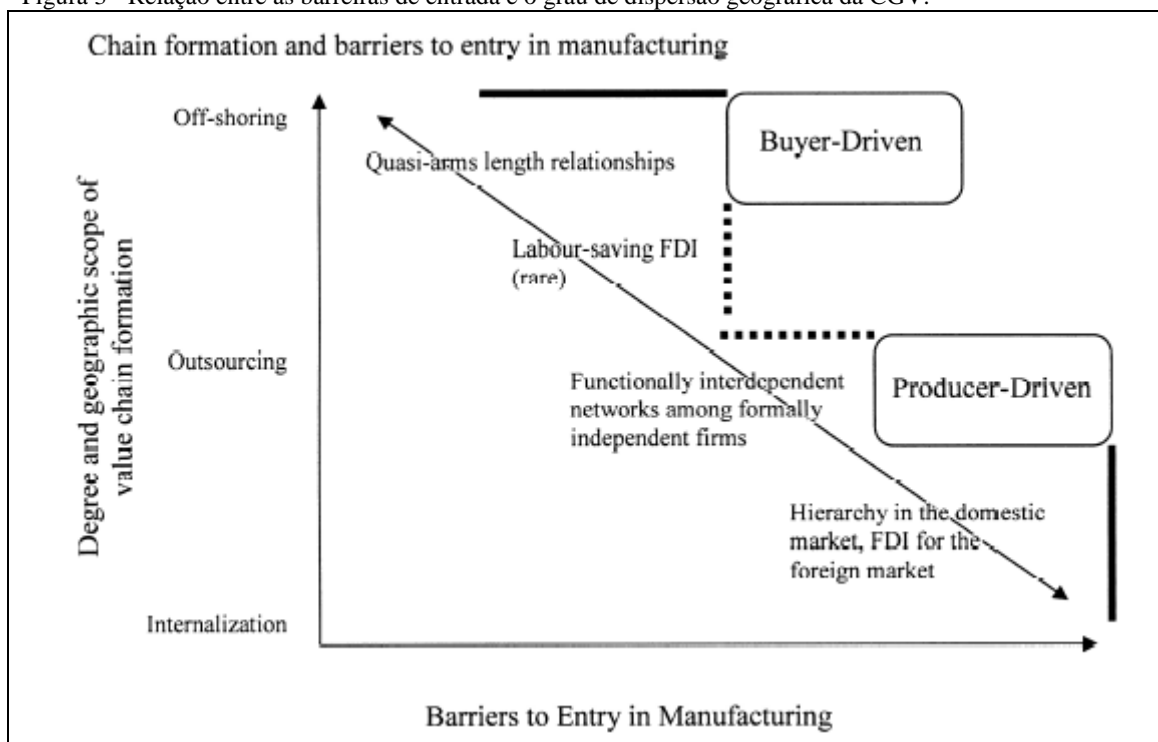 Figura 3 - Relação entre as barreiras de entrada e o grau de dispersão geográfica da CGV.
Chain formation and barriers to entry in manufacturing
Off-shoring
Buyer-Driven
Quasi-arms length relationships
Labour-saving FDI
(rare)
Degree and geographic scope of
value chain formation
Outsourcing
Functionally interdependent
networks among formally
independent firms
Producer-Driven
Hierarchy in the domestic
market, FDI for the
foreign market
Internalization
Barriers to Entry in Manufacturing